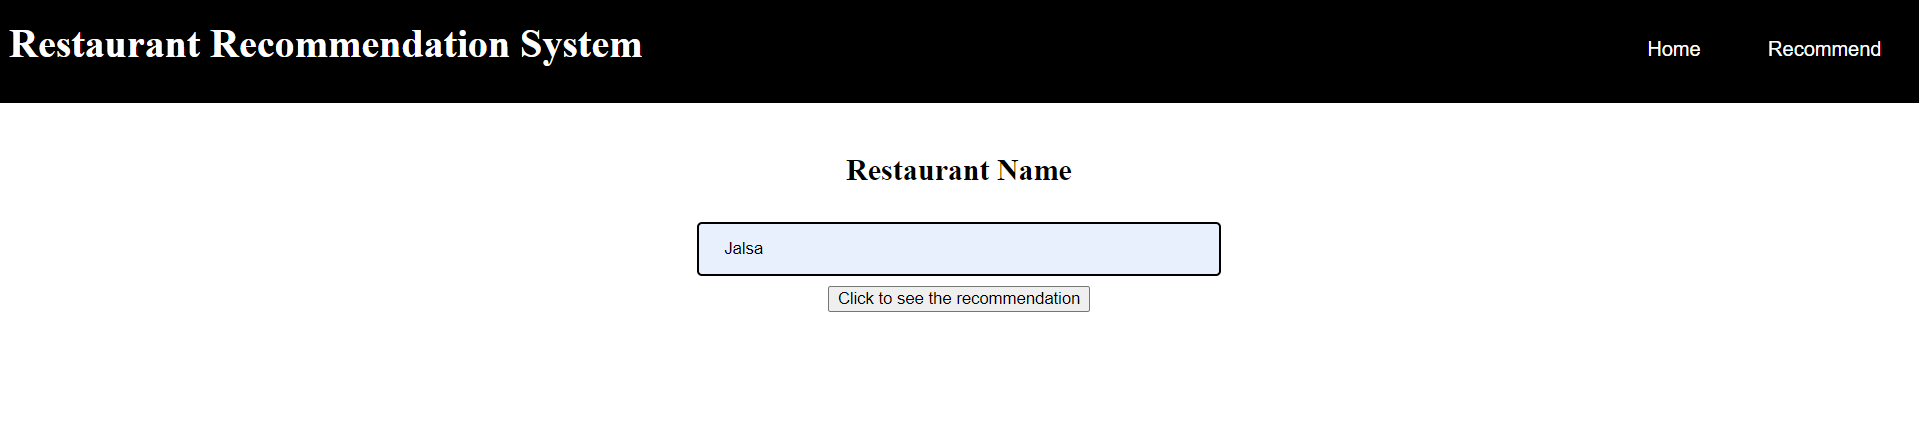 Restaurant Recommendation System
Home Recommend
Restaurant Name
Jalsa
Click to see the recommendation